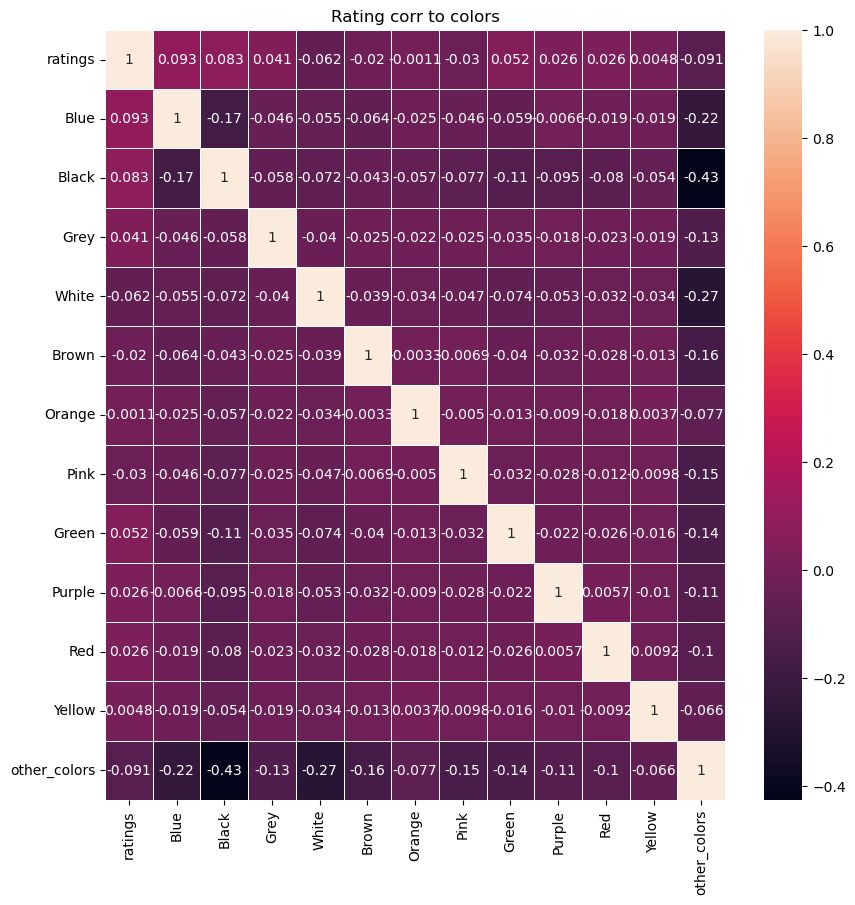 Rating corr to colors
ratings 1 0.093 0.083 0.041 -0.062 -0.02 -0.0011 -0.03 0.052 0.026 0.026 0.0048 -0.091
Blue 0.093 1 -0.17 -0.046 -0.055 -0.064 -0.025 -0.046 -0.059 -0.0066 -0.019 -0.019 -0.22
Black 0.083 -0.17 1 -0.058 -0.072 -0.043 -0.057 -0.077 -0.11 -0.095 -0.08 -0.054 -0.43
Grey 0.041 -0.046 -0.058 1 -0.04 -0.025 -0.022 -0.025 -0.035 -0.018 -0.023 -0.019 -0.13
White -0.062 -0.055 -0.072 -0.04 1 -0.039 -0.034 -0.047 -0.074 -0.053 -0.032 -0.034 -0.27
Brown -0.02 -0.064 -0.043 -0.025 -0.039 1 -0.0033 -0.0069 -0.04 -0.032 -0.028 -0.013 -0.16
Orange -0.0011 -0.025 -0.057 -0.022 -0.034 -0.0033 1 -0.005 -0.013 -0.009 -0.018 0.0037 -0.077
Pink -0.03 -0.046 -0.077 -0.025 -0.047 -0.0069 -0.005 1 -0.032 -0.028 -0.012 -0.0098 -0.15
Green 0.052 -0.059 -0.11 -0.035 -0.074 -0.04 -0.013 -0.032 1 -0.022 -0.026 -0.016 -0.14
Purple 0.026 -0.0066 -0.095 -0.018 -0.053 -0.032 -0.009 -0.028 -0.022 1 0.0057 -0.01 -0.11
Red 0.026 -0.019 -0.08 -0.023 -0.032 -0.028 -0.018 -0.012 -0.026 0.0057 1 -0.0092 -0.1
Yellow 0.0048 -0.019 -0.054 -0.019 -0.034 -0.013 0.0037 -0.0098 -0.016 -0.01 -0.0092 1 -0.066
other_colors -0.091 -0.22 -0.43 -0.13 -0.27 -0.16 -0.077 -0.15 -0.14 -0.11 -0.1 -0.066 1
ratings Blue Black Grey White Brown Orange Pink Green Purple Red Yellow other_colors
1.0
0.8
0.6
0.4
0.2
0.0
−0.2
−0.4